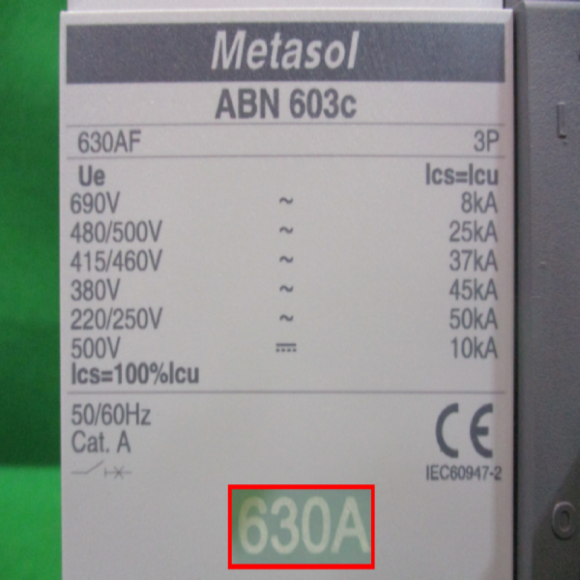 Metasol
ABN 603c
630AF 3P
Ue Ics=Icu
690V ~ 8kA
480/500V ~ 25kA
415/460V ~ 37kA
380V ~ 45kA
220/250V ~ 50kA
500V ⎓ 10kA
Ics=100%Icu
50/60Hz
Cat. A
CE
IEC60947-2
630A
L
O